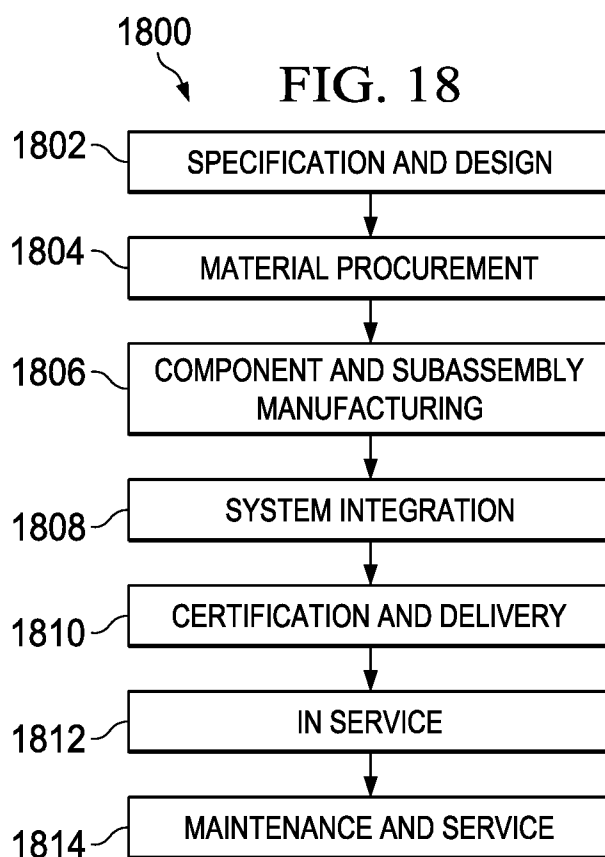 1800
FIG. 18
1802
SPECIFICATION AND DESIGN
1804
MATERIAL PROCUREMENT
1806
COMPONENT AND SUBASSEMBLY
MANUFACTURING
1808
SYSTEM INTEGRATION
1810
CERTIFICATION AND DELIVERY
1812
IN SERVICE
1814
MAINTENANCE AND SERVICE